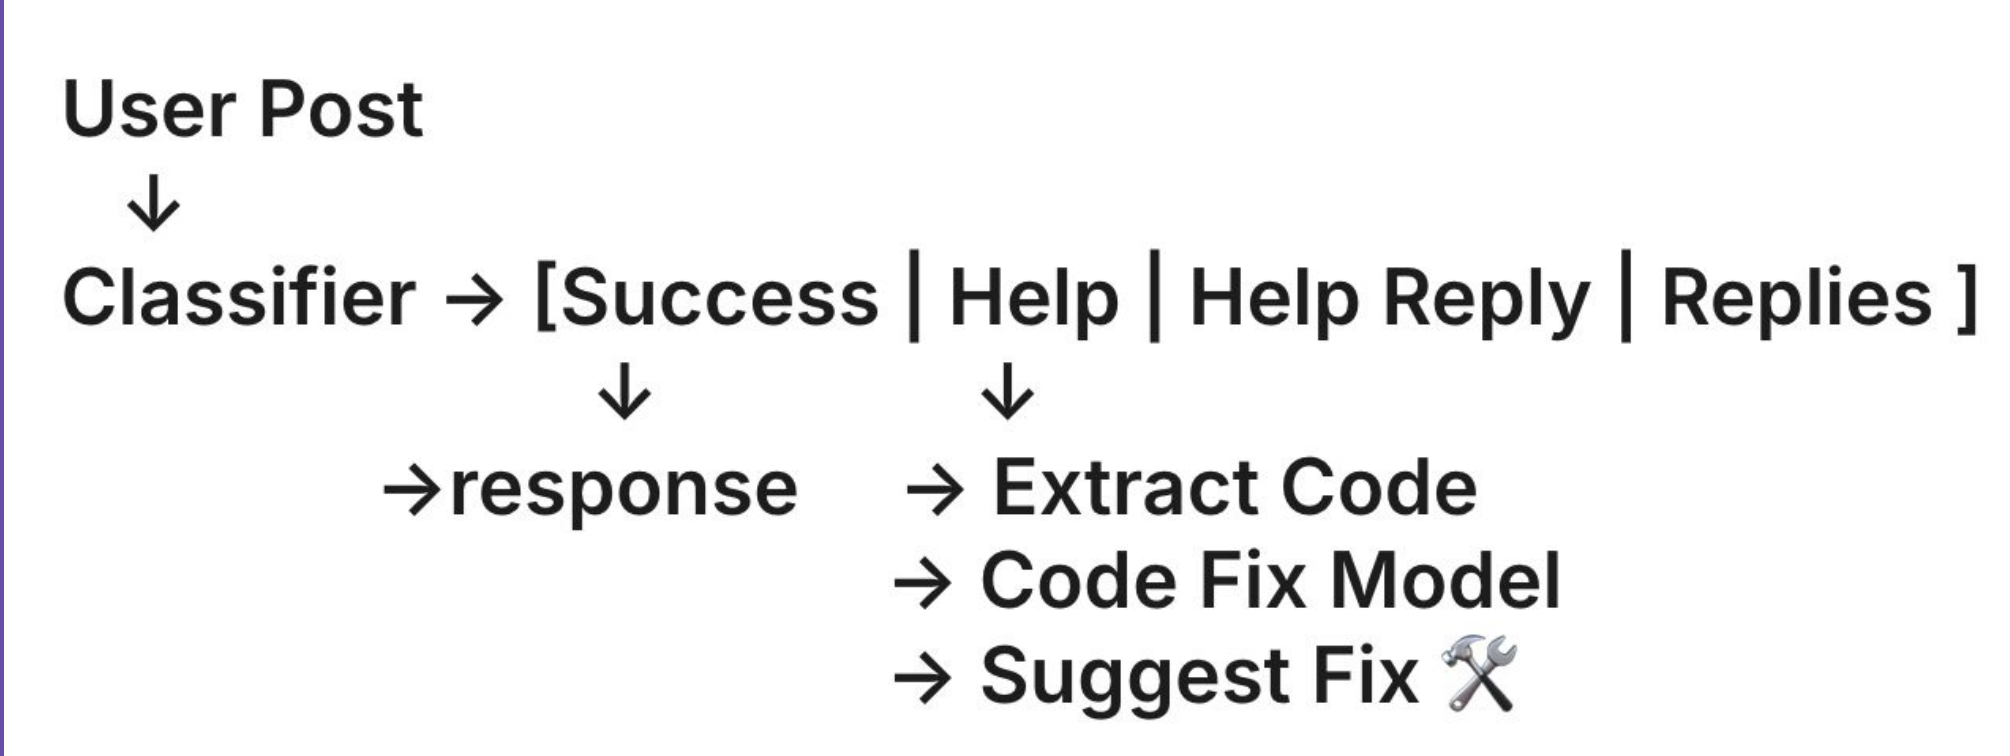 User Post
↓
Classifier → [Success | Help | Help Reply | Replies ]
↓ ↓
→response → Extract Code
→ Code Fix Model
→ Suggest Fix 🛠️